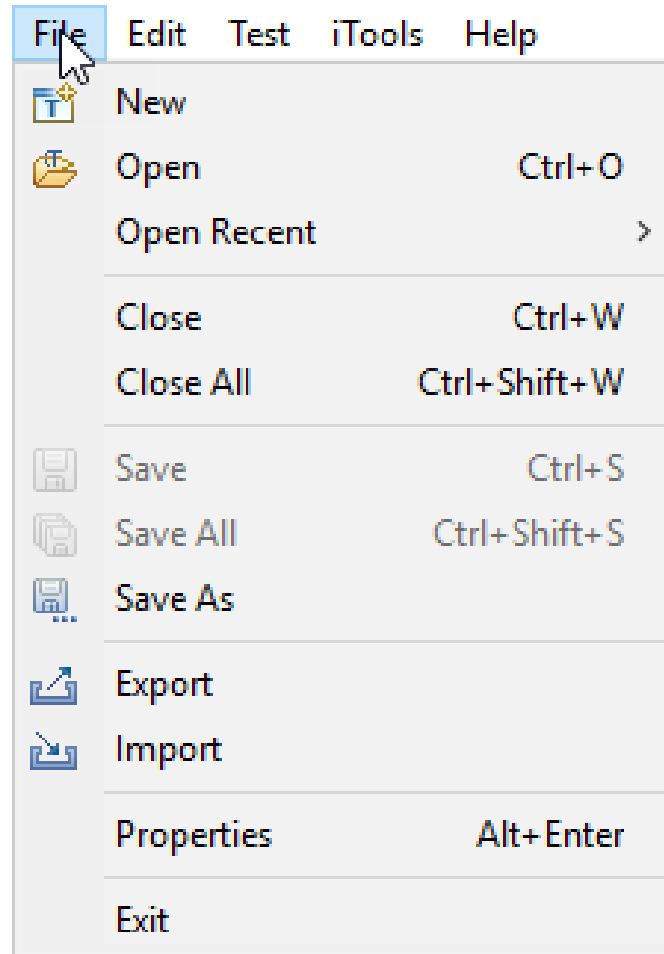 File Edit Test iTools Help
New
Open Ctrl+O
Open Recent
Close Ctrl+W
Close All Ctrl+Shift+W
Save Ctrl+S
Save All Ctrl+Shift+S
Save As
Export
Import
Properties Alt+Enter
Exit